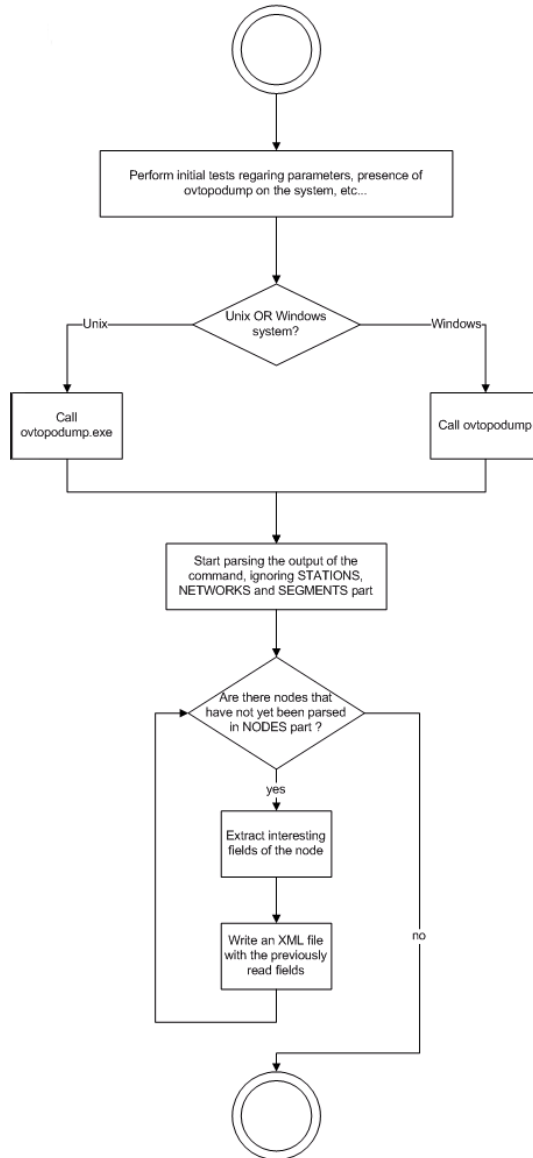 Perform initial tests regaring parameters, presence of
ovtopodump on the system, etc...
Unix OR Windows
system?
Unix
Windows
Call
ovtopodump.exe
Call ovtopodump
Start parsing the output of the
command, ignoring STATIONS,
NETWORKS and SEGMENTS part
Are there nodes that
have not yet been parsed
in NODES part ?
yes
Extract interesting
fields of the node
no
Write an XML file
with the previously
read fields